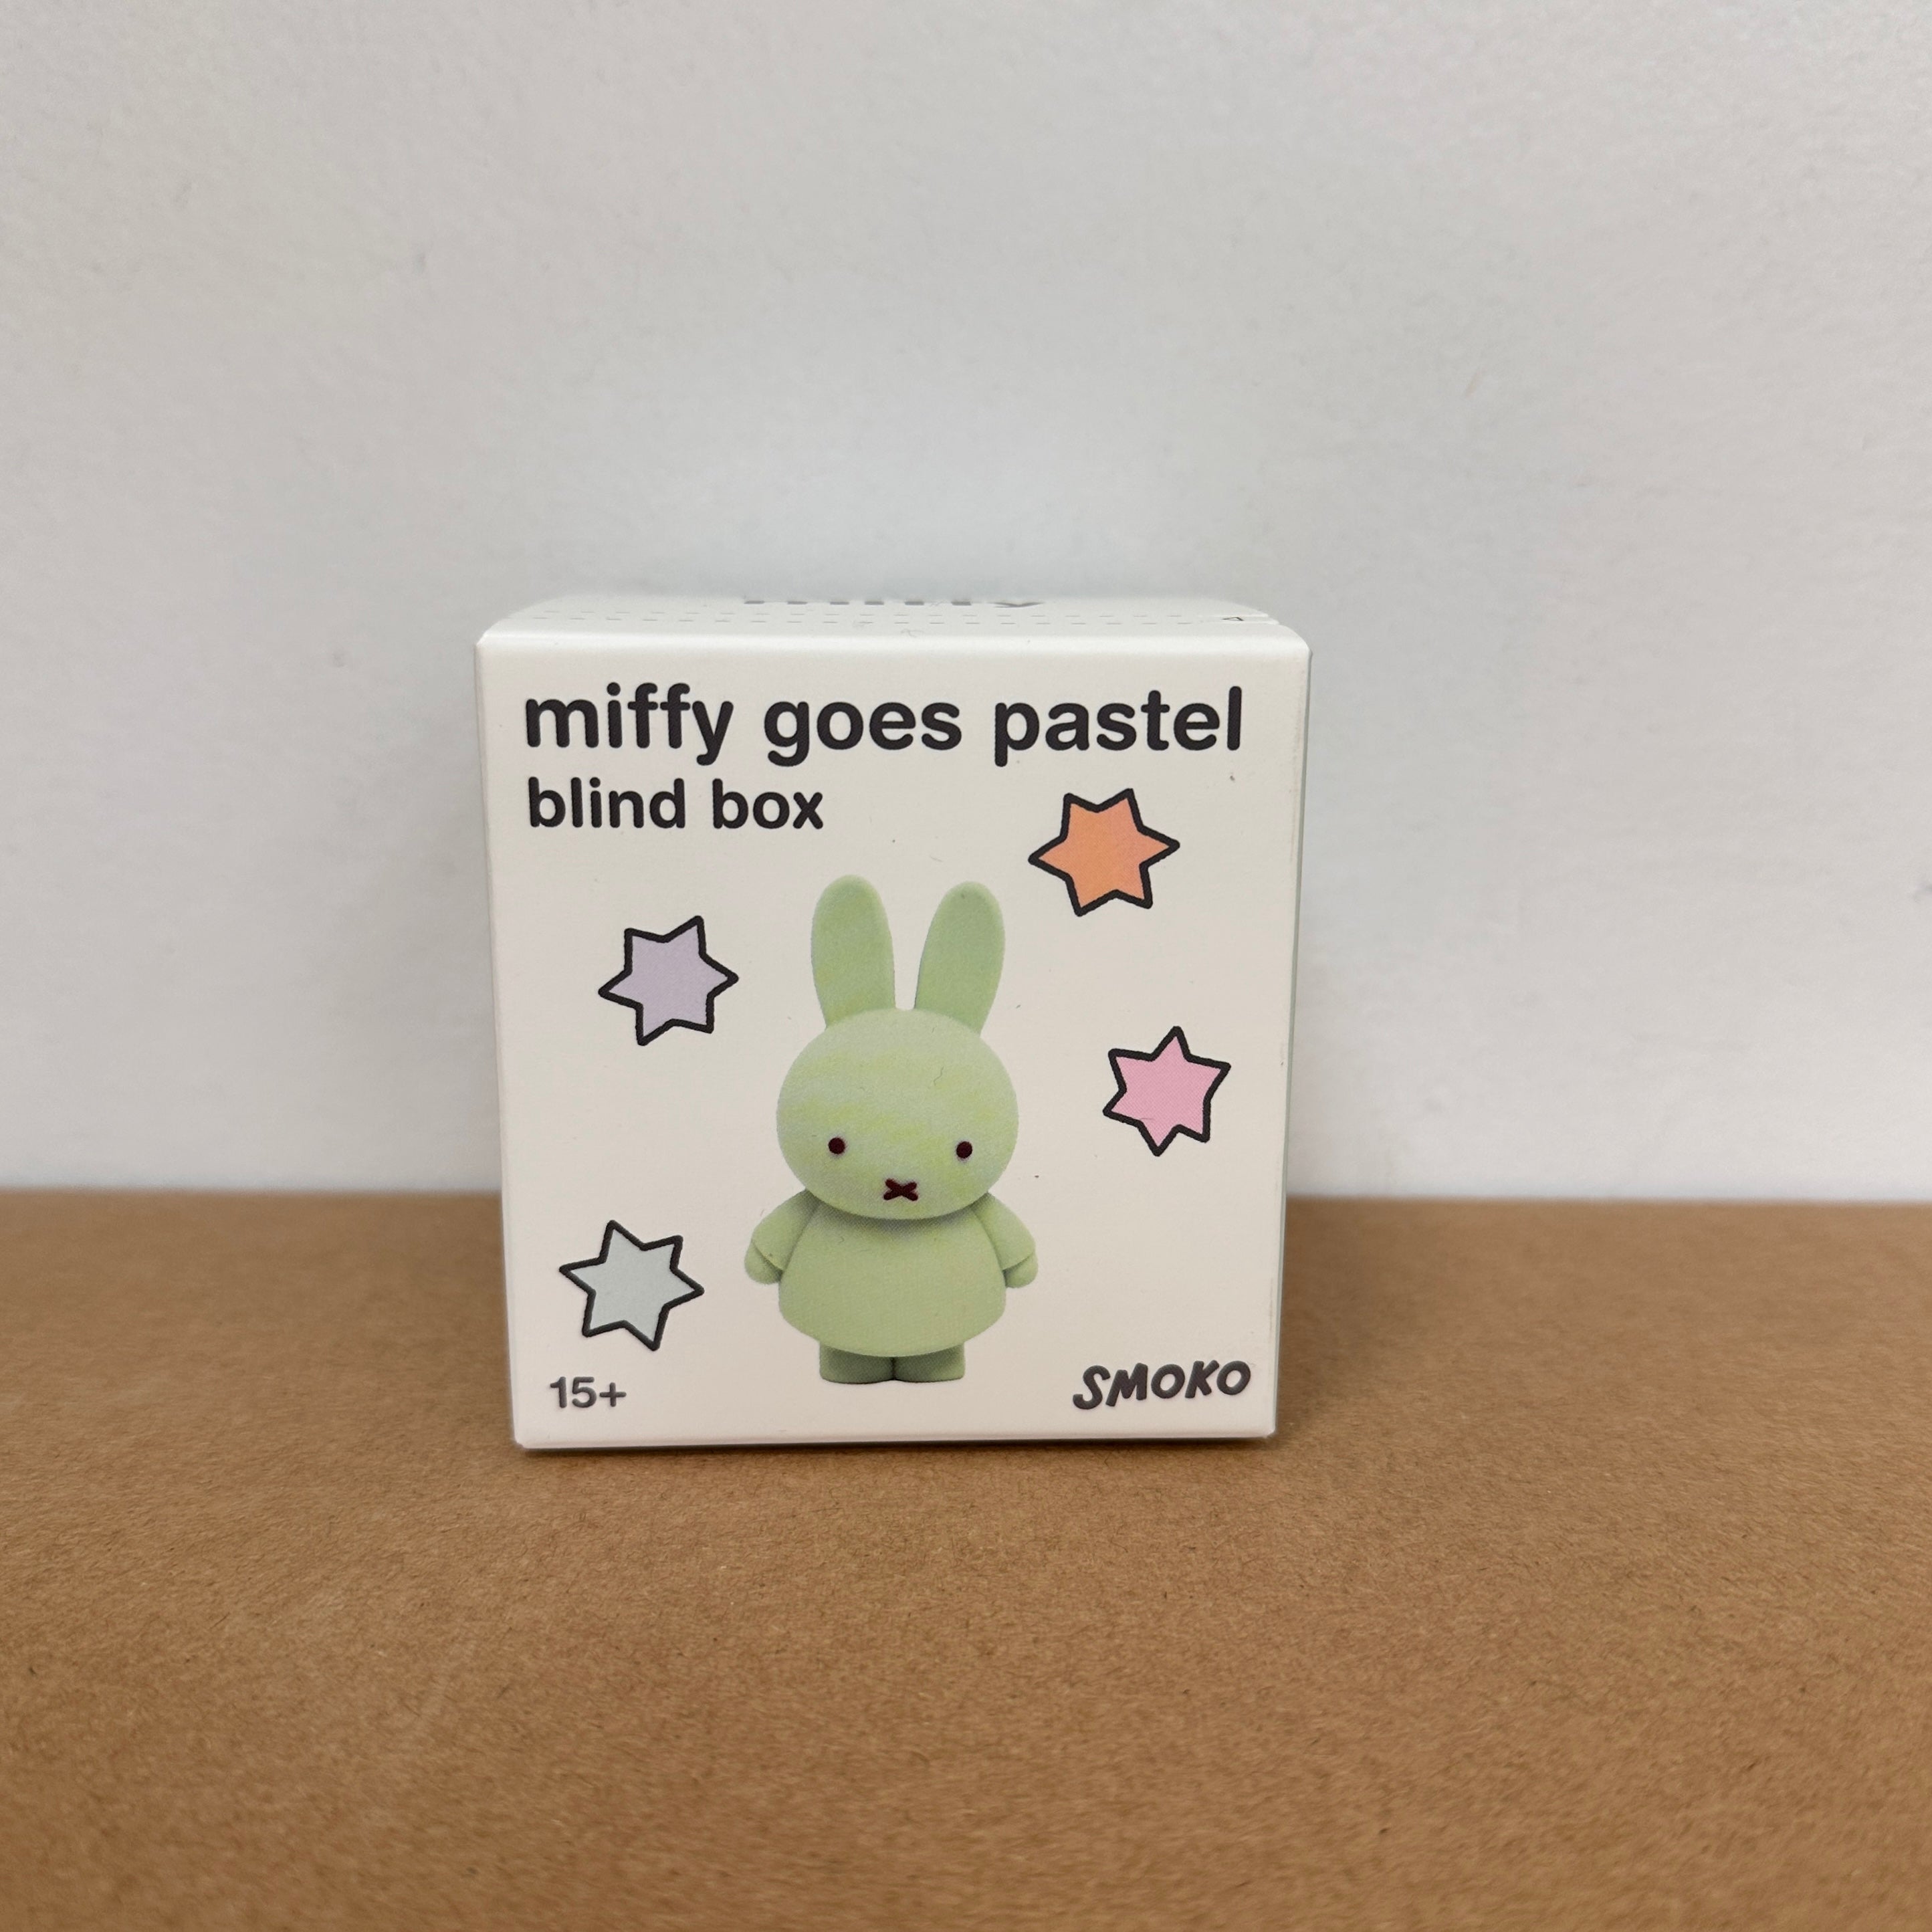 miffy goes pastel
blind box
15+
SMOKO